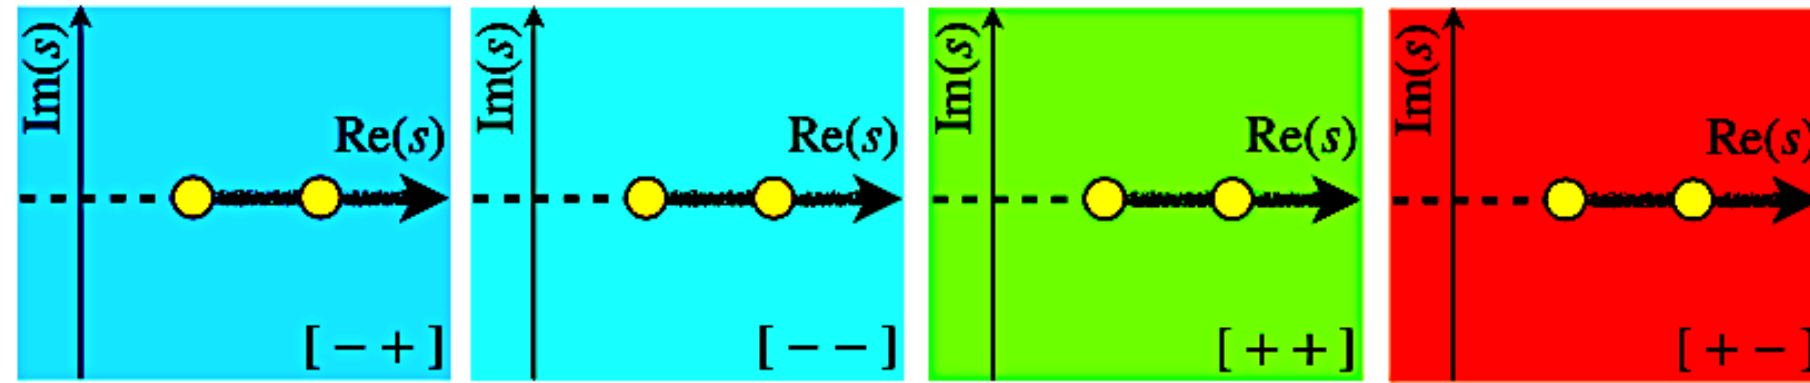 Im(s)
Re(s)
[ − + ]
Im(s)
Re(s)
[ − − ]
Im(s)
Re(s)
[ + + ]
Im(s)
Re(s)
[ + − ]